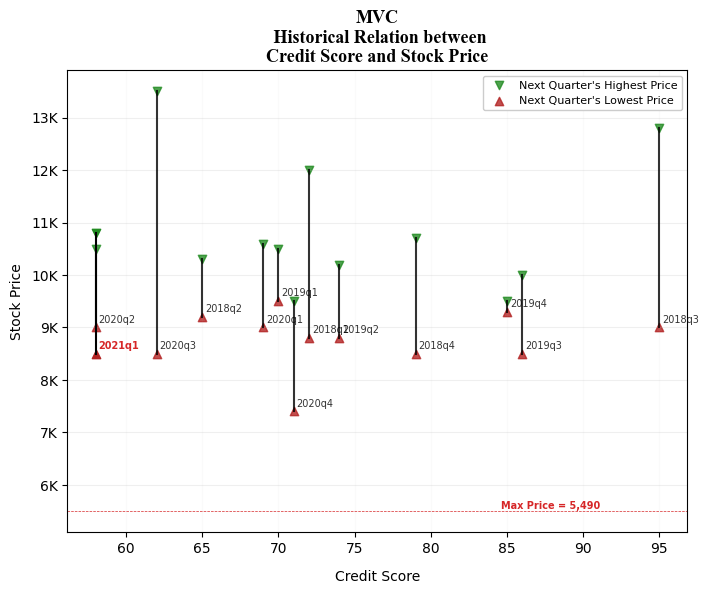 MVC
Historical Relation between
Credit Score and Stock Price
Next Quarter's Highest Price
Next Quarter's Lowest Price
Stock Price
13K
12K
11K
10K
9K
8K
7K
6K
2019q1
2019q4
2018q2
2020q2
2020q1
2018q3
2019q2
2021q1
2020q3
2018q4
2019q3
2020q4
Max Price = 5,490
60
65
70
75
80
85
90
95
Credit Score